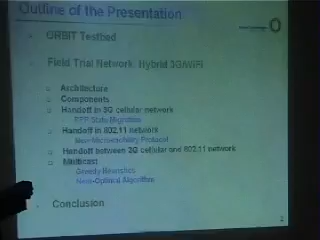 Outline of the Presentation
ORBIT Testbed
Field Trial Network: Hybrid 3G/WiFi
Architecture
Components
Handoff in 3G cellular network
PPP State Migration
Handoff in 802.11 network
Handoff between 3G cellular and 802.11 network
Multicast
Greedy Heuristics
Near-Optimal Algorithm
Conclusion
2